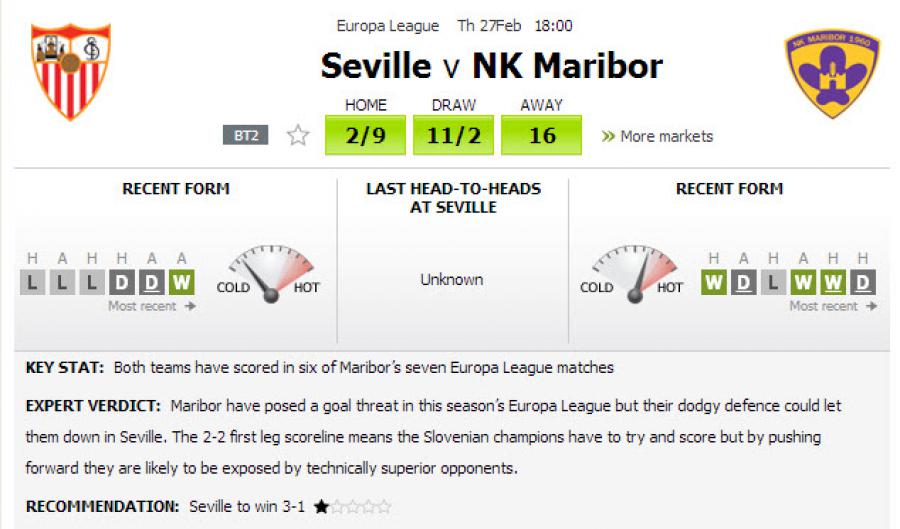 Europa League Th 27Feb 18:00
Seville v NK Maribor
NK MARIBOR 1960
HOME DRAW AWAY
BT2 2/9 11/2 16 » More markets
RECENT FORM
LAST HEAD-TO-HEADS
AT SEVILLE
RECENT FORM
H A H H A A
L L L D D W
Most recent →
COLD HOT
Unknown
COLD HOT
H A H A H H
W D L W W D
Most recent →
KEY STAT: Both teams have scored in six of Maribor's seven Europa League matches
EXPERT VERDICT: Maribor have posed a goal threat in this season's Europa League but their dodgy defence could let
them down in Seville. The 2-2 first leg scoreline means the Slovenian champions have to try and score but by pushing
forward they are likely to be exposed by technically superior opponents.
RECOMMENDATION: Seville to win 3-1